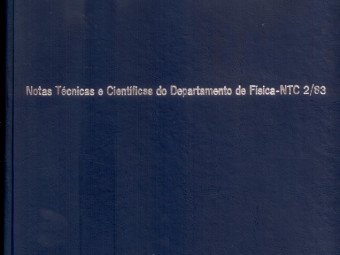 Notas Técnicas e Científicas do Departamento de Física-NTC 2/83